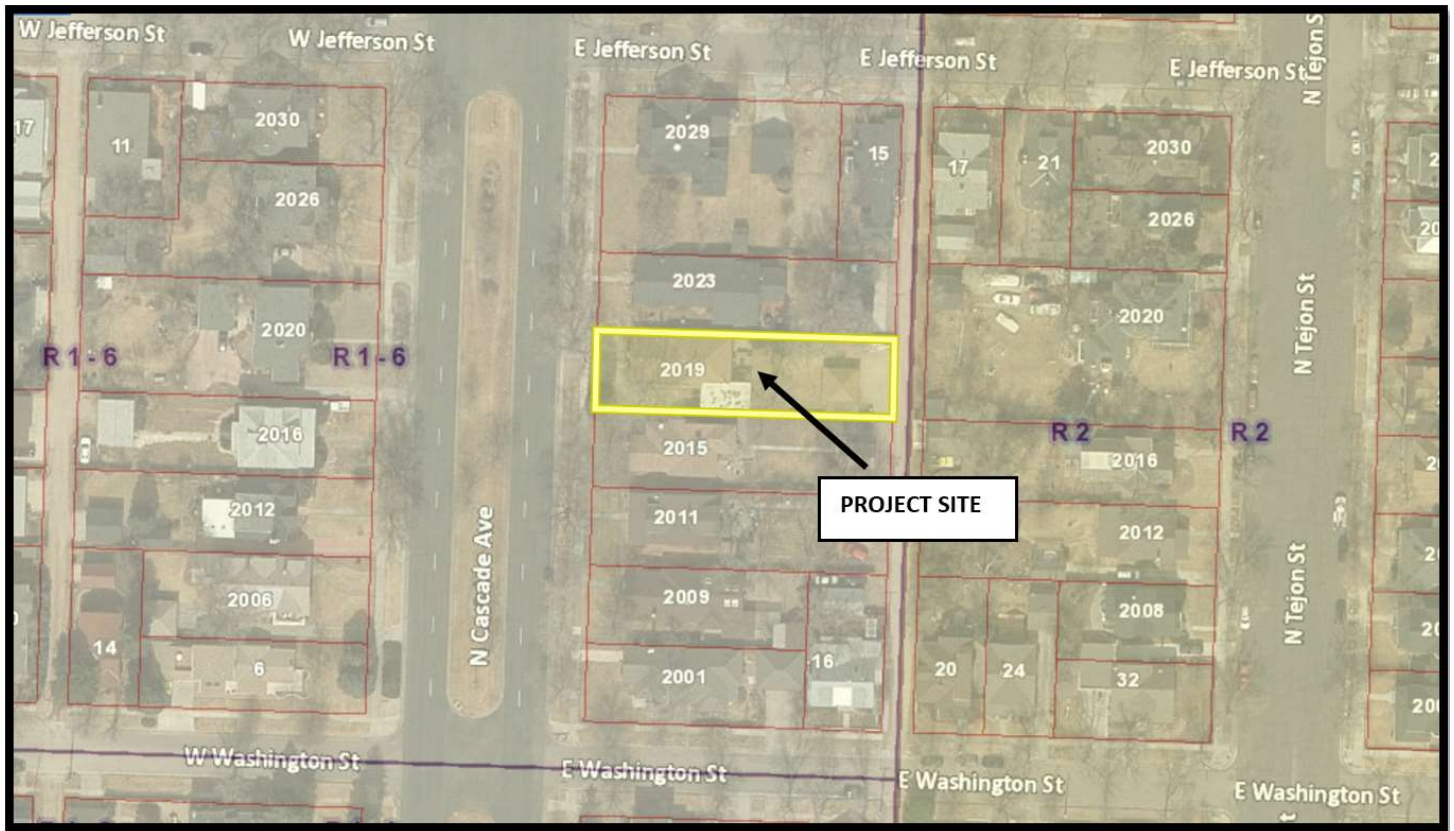 W Jefferson St
W Jefferson St
E Jefferson St
E Jefferson St
E Jefferson St
N Tejon S
17
11
2030
2029
15
17
21
2030
2026
2026
2023
2020
2020
R 1 - 6
R 1 - 6
2019
N Tejon St
2016
2015
R 2
R 2
2016
PROJECT SITE
2012
2011
2012
N Cascade Ave
2006
2009
2008
N Tejon St
14
6
2001
16
20
24
32
W Washington St
E Washington St
E Washington St
E Washington St